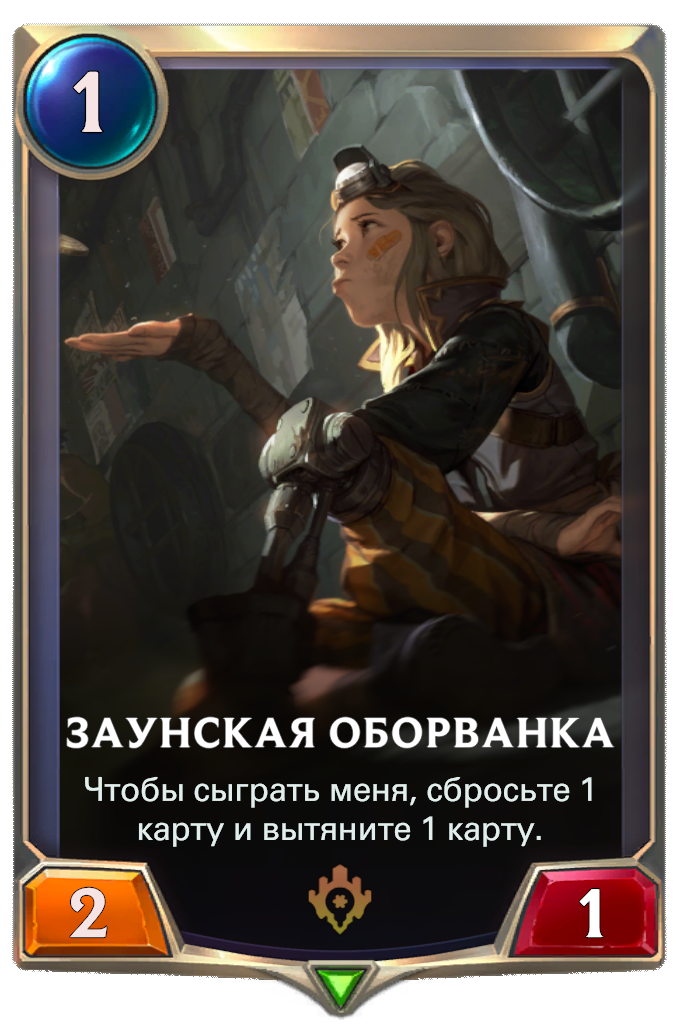 1
ЗАУНСКАЯ ОБОРВАНКА
Чтобы сыграть меня, сбросьте 1
карту и вытяните 1 карту.
2
1